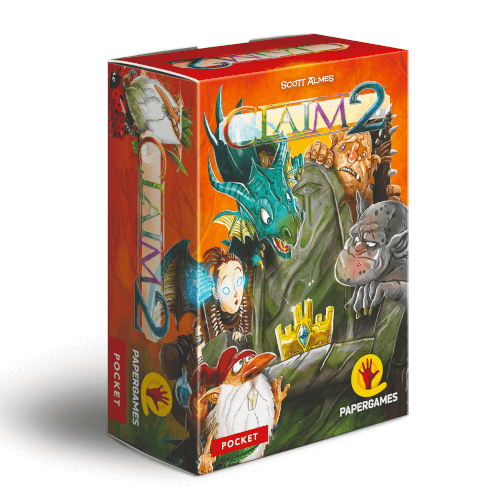 SCOTT ALMES
CLAIM 2
PAPERGAMES
POCKET
CLAIM 2
PAPERGAMES
POCKET